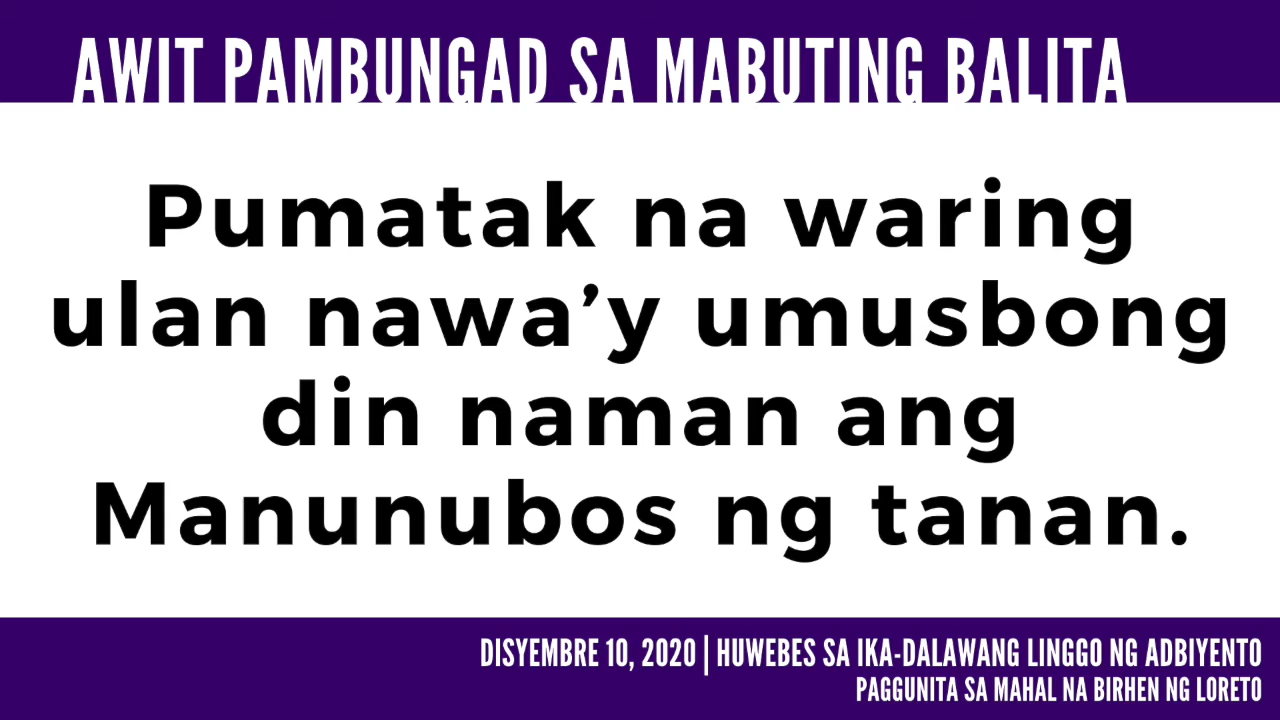 AWIT PAMBUNGAD SA MABUTING BALITA
Pumatak na waring
ulan nawa’y umusbong
din naman ang
Manunubos ng tanan.
DISYEMBRE 10, 2020 | HUWEBES SA IKA-DALAWANG LINGGO NG ADBIYENTO
PAGGUNITA SA MAHAL NA BIRHEN NG LORETO